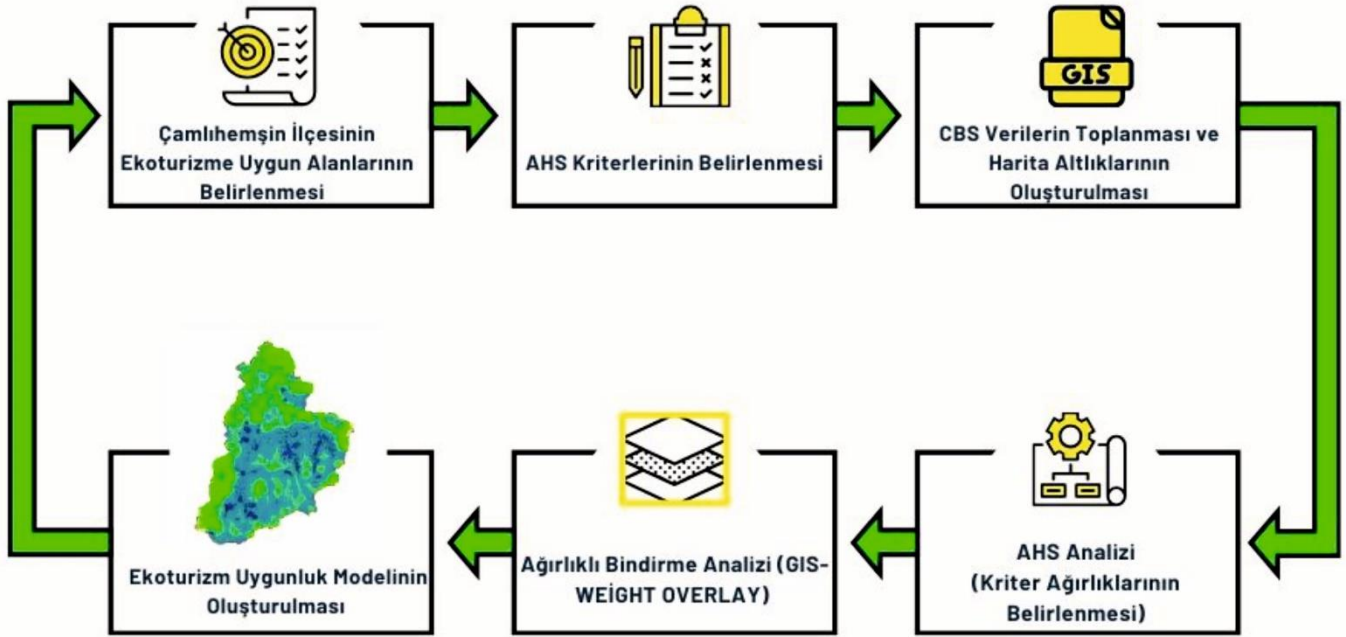 Çamlıhemşin İlçesinin
Ekoturizme Uygun Alanlarının
Belirlenmesi
AHS Kriterlerinin Belirlenmesi
GIS
CBS Verilerin Toplanması ve
Harita Altlıklarının
Oluşturulması
AHS Analizi
(Kriter Ağırlıklarının
Belirlenmesi)
Ağırlıklı Bindirme Analizi (GIS-
WEİGHT OVERLAY)
Ekoturizm Uygunluk Modelinin
Oluşturulması